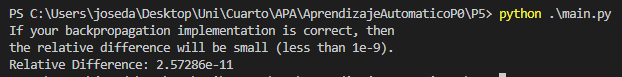 PS C:\Users\joseda\Desktop\Uni\Cuarto\APA\AprendizajeAutomaticoP0\P5> python .\main.py
If your backpropagation implementation is correct, then
the relative difference will be small (less than 1e-9).
Relative Difference: 2.57286e-11